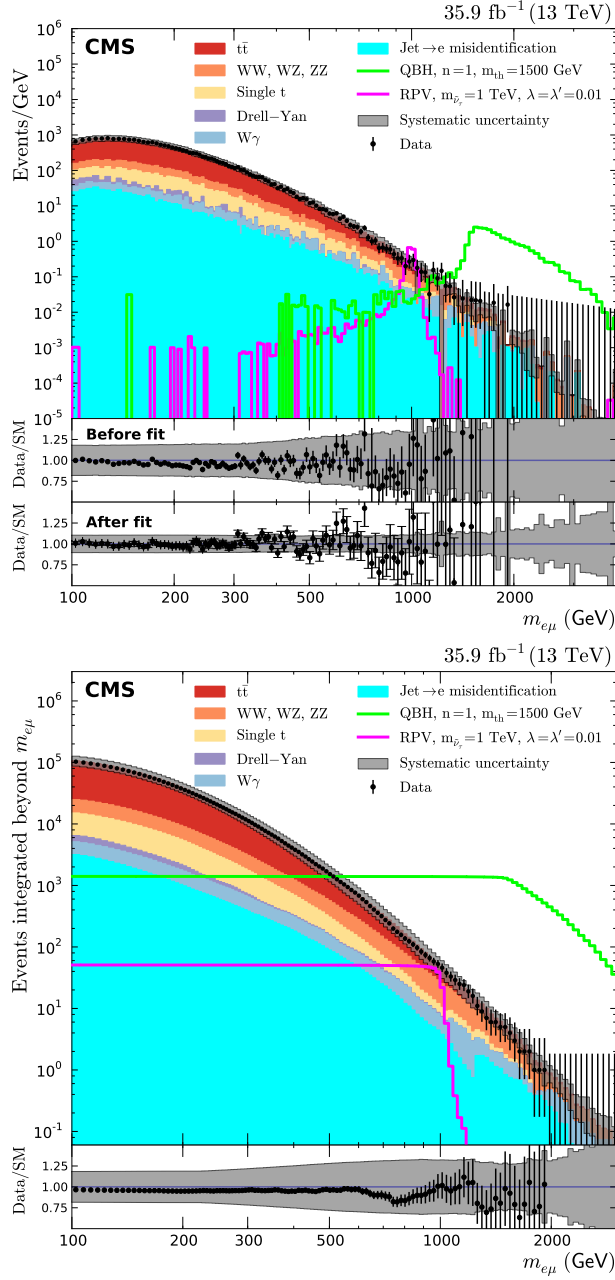 35.9 fb⁻¹ (13 TeV)
CMS
tt̄
WW, WZ, ZZ
Single t
Drell−Yan
Wγ
Jet→e misidentification
QBH, n=1, m_th=1500 GeV
RPV, m_ν̃τ=1 TeV, λ=λ′=0.01
Systematic uncertainty
Data
Events/GeV
10⁶
10⁵
10⁴
10³
10²
10¹
10⁰
10⁻¹
10⁻²
10⁻³
10⁻⁴
10⁻⁵
Data/SM
1.25
1.00
0.75
Before fit
Data/SM
1.25
1.00
0.75
After fit
100 200 300 500 1000 2000
m_eμ (GeV)
35.9 fb⁻¹ (13 TeV)
CMS
tt̄
WW, WZ, ZZ
Single t
Drell−Yan
Wγ
Jet→e misidentification
QBH, n=1, m_th=1500 GeV
RPV, m_ν̃τ=1 TeV, λ=λ′=0.01
Systematic uncertainty
Data
Events integrated beyond m_eμ
10⁶
10⁵
10⁴
10³
10²
10¹
10⁰
10⁻¹
Data/SM
1.25
1.00
0.75
100 200 300 500 1000 2000
m_eμ (GeV)